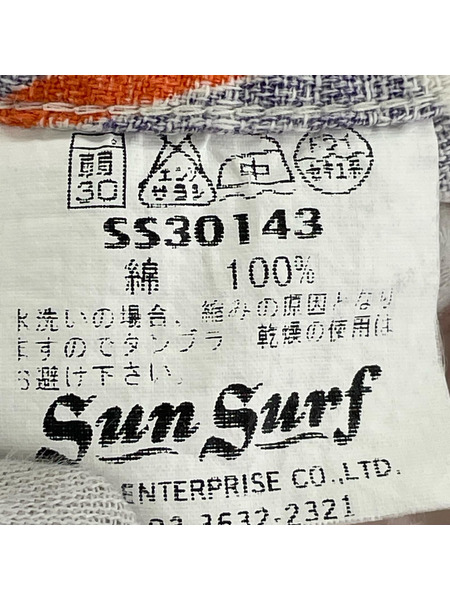 弱 30 エンソ サラシ 中 ドライ セキユ系
SS30143
綿 100%
水洗いの場合、縮みの原因となり
ますのでタンブラ 乾燥の使用は
お避け下さい。
Sun Surf
ENTERPRISE CO.,LTD.
3632-2321